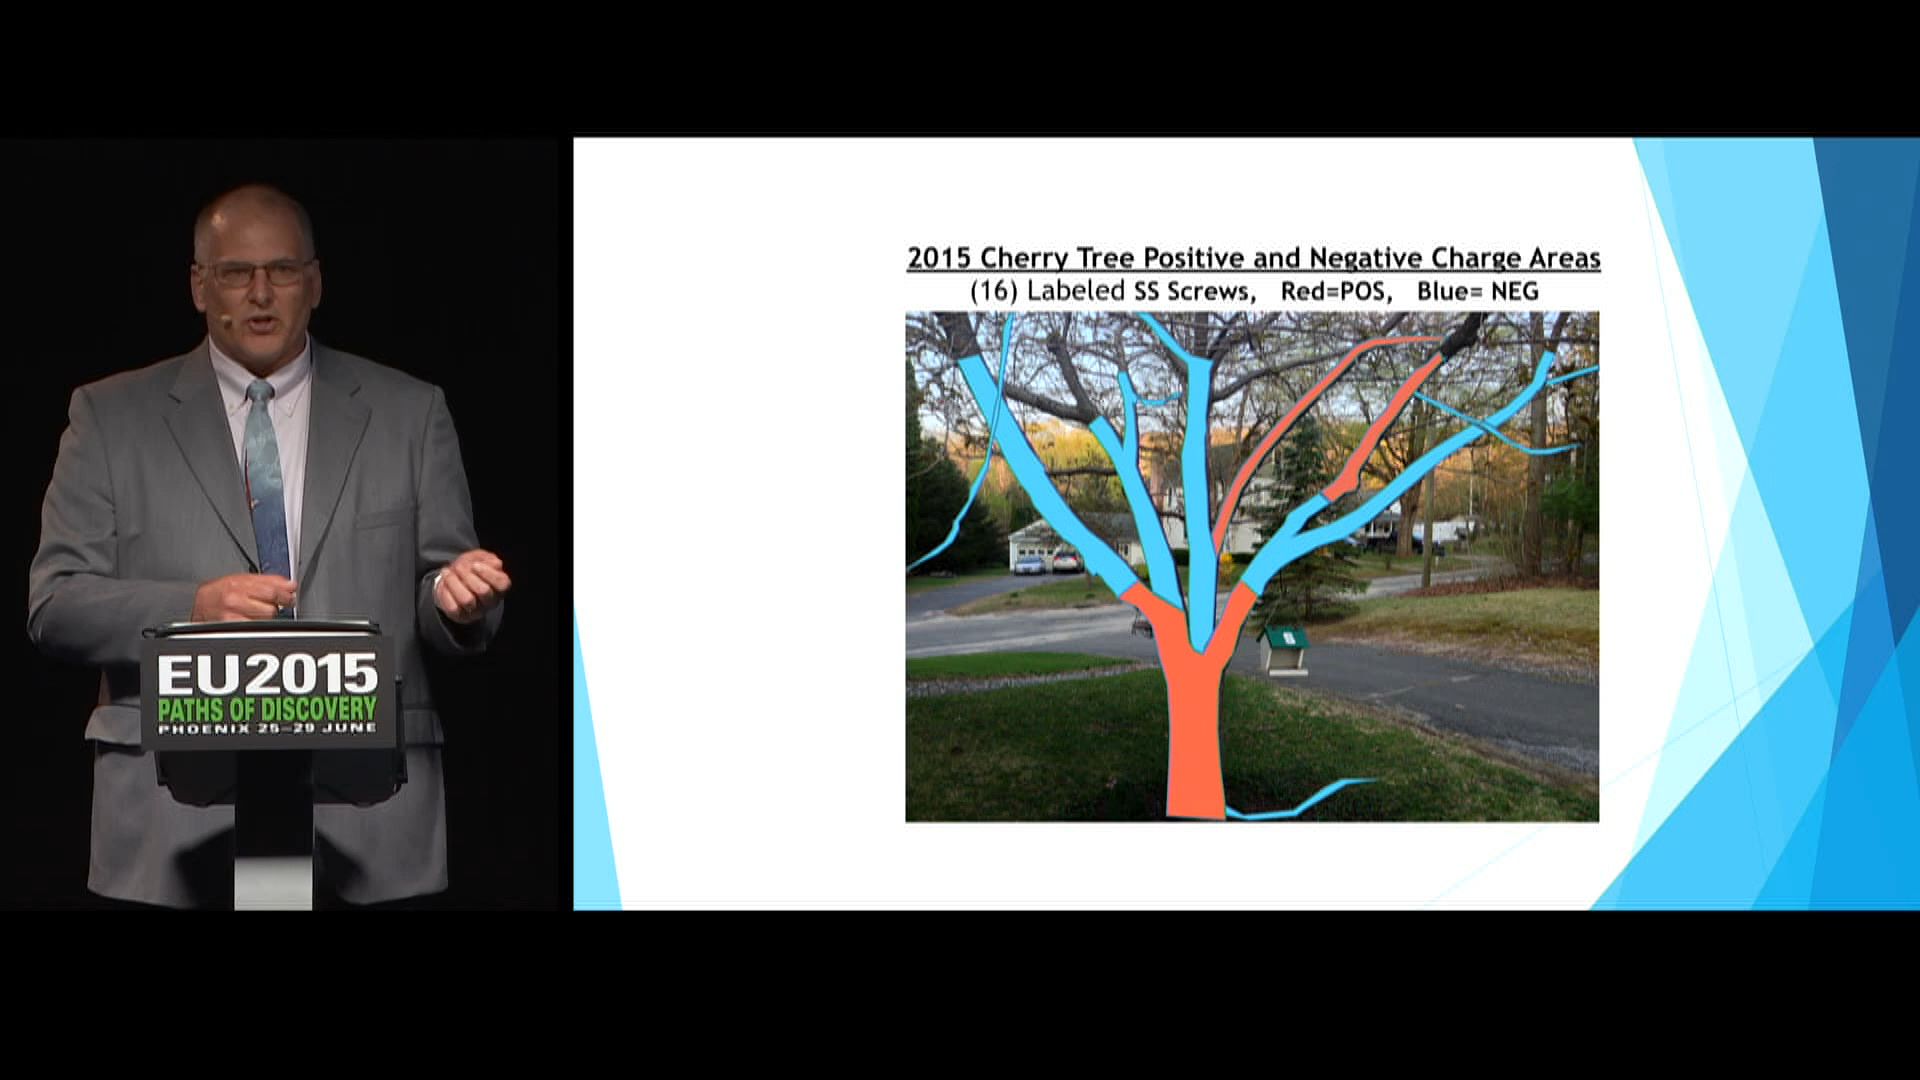 EU2015
PATHS OF DISCOVERY
PHOENIX 25–29 JUNE
2015 Cherry Tree Positive and Negative Charge Areas
(16) Labeled SS Screws, Red=POS, Blue= NEG
S